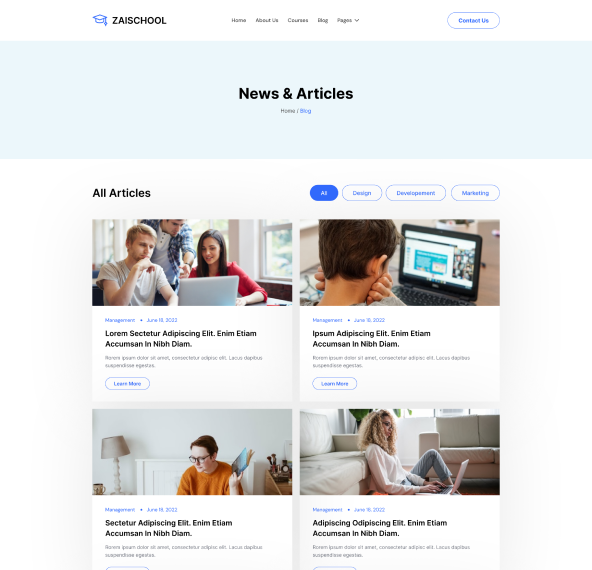 ZAISCHOOL
Home About Us Courses Blog Pages
Contact Us
News & Articles
Home / Blog
All Articles
All Design Developement Marketing
Management • June 18, 2022
Lorem Sectetur Adipiscing Elit. Enim Etiam
Accumsan In Nibh Diam.
Rorem ipsum dolor sit amet, consectetur adipisc elit. Lacus dapibus
suspendisse egestas.
Learn More
Management • June 18, 2022
Ipsum Adipiscing Elit. Enim Etiam
Accumsan In Nibh Diam.
Rorem ipsum dolor sit amet, consectetur adipisc elit. Lacus dapibus
suspendisse egestas.
Learn More
Management • June 18, 2022
Sectetur Adipiscing Elit. Enim Etiam
Accumsan In Nibh Diam.
Rorem ipsum dolor sit amet, consectetur adipisc elit. Lacus dapibus
suspendisse egestas.
Management • June 18, 2022
Adipiscing Odipiscing Elit. Enim Etiam
Accumsan In Nibh Diam.
Rorem ipsum dolor sit amet, consectetur adipisc elit. Lacus dapibus
suspendisse egestas.